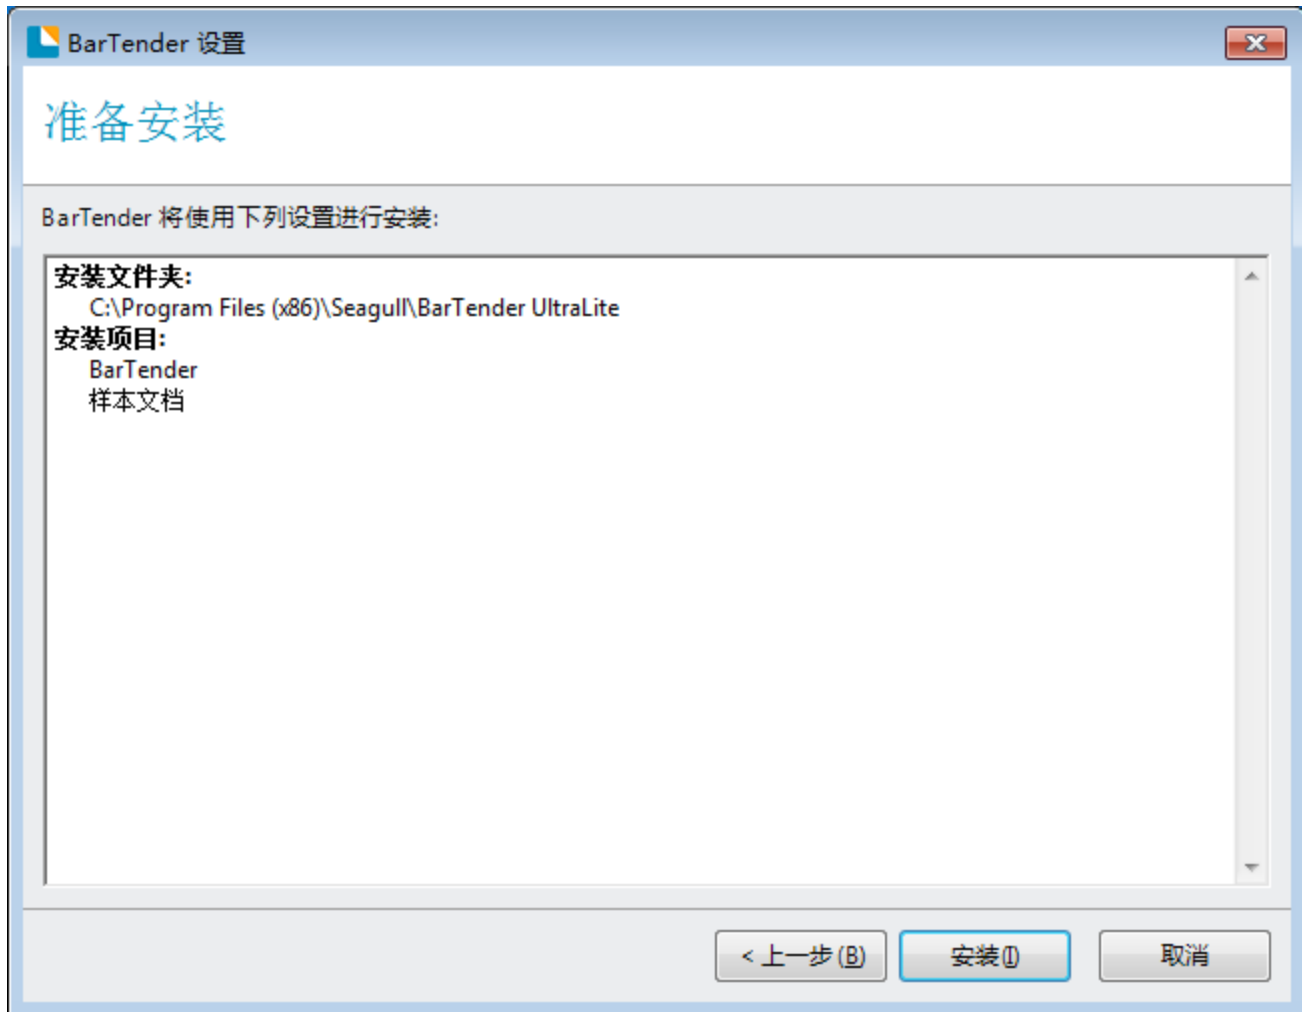 BarTender 设置
准备安装
BarTender 将使用下列设置进行安装:
安装文件夹:
C:\Program Files (x86)\Seagull\BarTender UltraLite
安装项目:
BarTender
样本文档
< 上一步(B)
安装(I)
取消